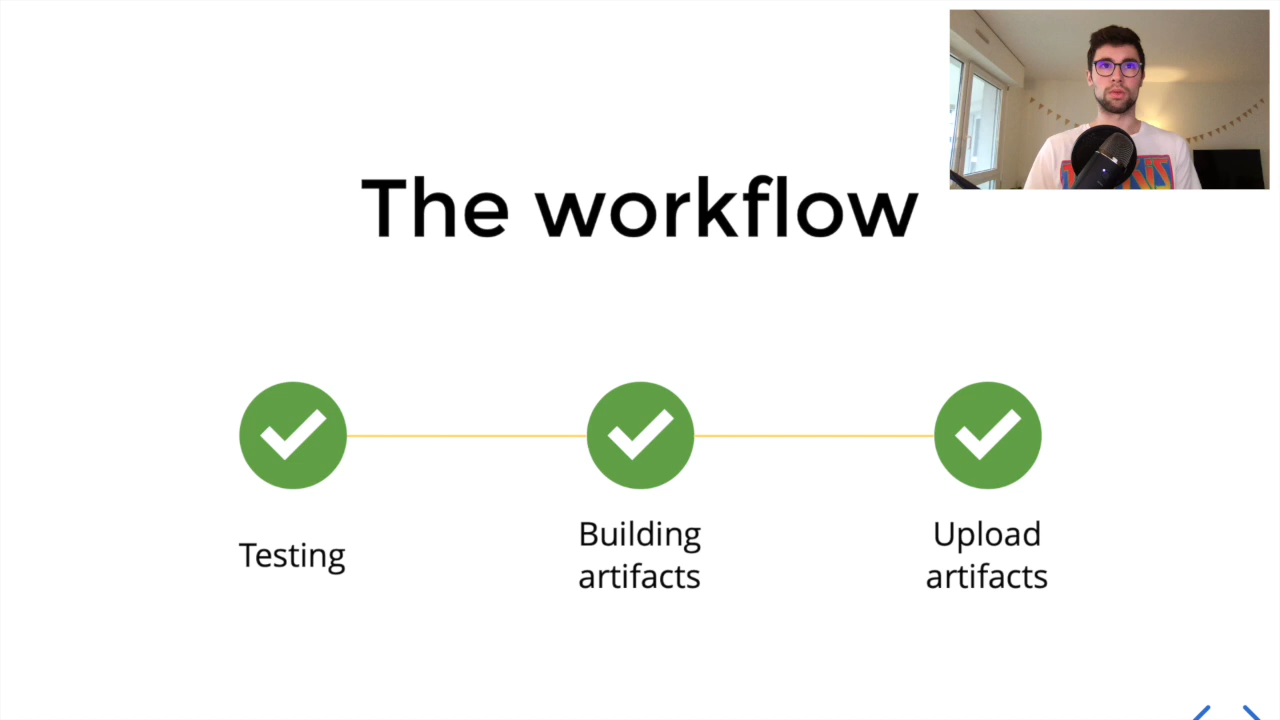 The workflow
Testing
Building
artifacts
Upload
artifacts